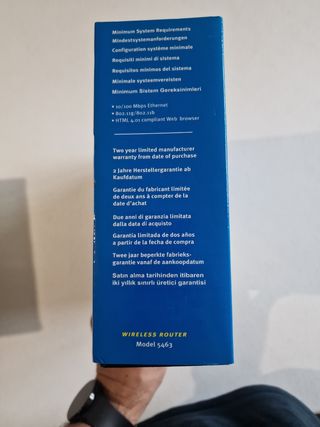 Minimum System Requirements
Mindestsystemanforderungen
Configuration système minimale
Requisiti minimi di sistema
Requisitos mínimos del sistema
Minimale systeemvereisten
Minimum Sistem Gereksinimleri
• 10/100 Mbps Ethernet
• 802.11g/802.11b
• HTML 4.01 compliant Web browser
Two year limited manufacturer
warranty from date of purchase
2 Jahre Herstellergarantie ab
Kaufdatum
Garantie du fabricant limitée
de deux ans à compter de la
date d'achat
Due anni di garanzia limitata
dalla data di acquisto
Garantía limitada de dos años
a partir de la fecha de compra
Twee jaar beperkte fabrieks-
garantie vanaf de aankoopdatum
Satın alma tarihinden itibaren
iki yıllık sınırlı üretici garantisi
WIRELESS ROUTER
Model 5463